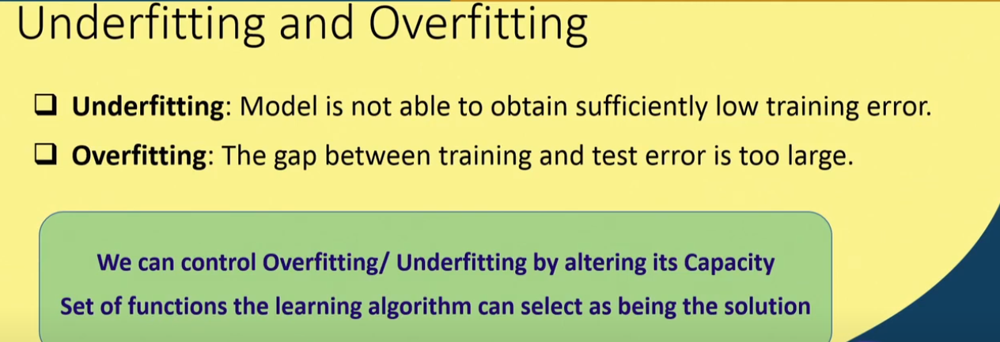 Underfitting and Overfitting
❑ Underfitting: Model is not able to obtain sufficiently low training error.
❑ Overfitting: The gap between training and test error is too large.
We can control Overfitting/ Underfitting by altering its Capacity
Set of functions the learning algorithm can select as being the solution